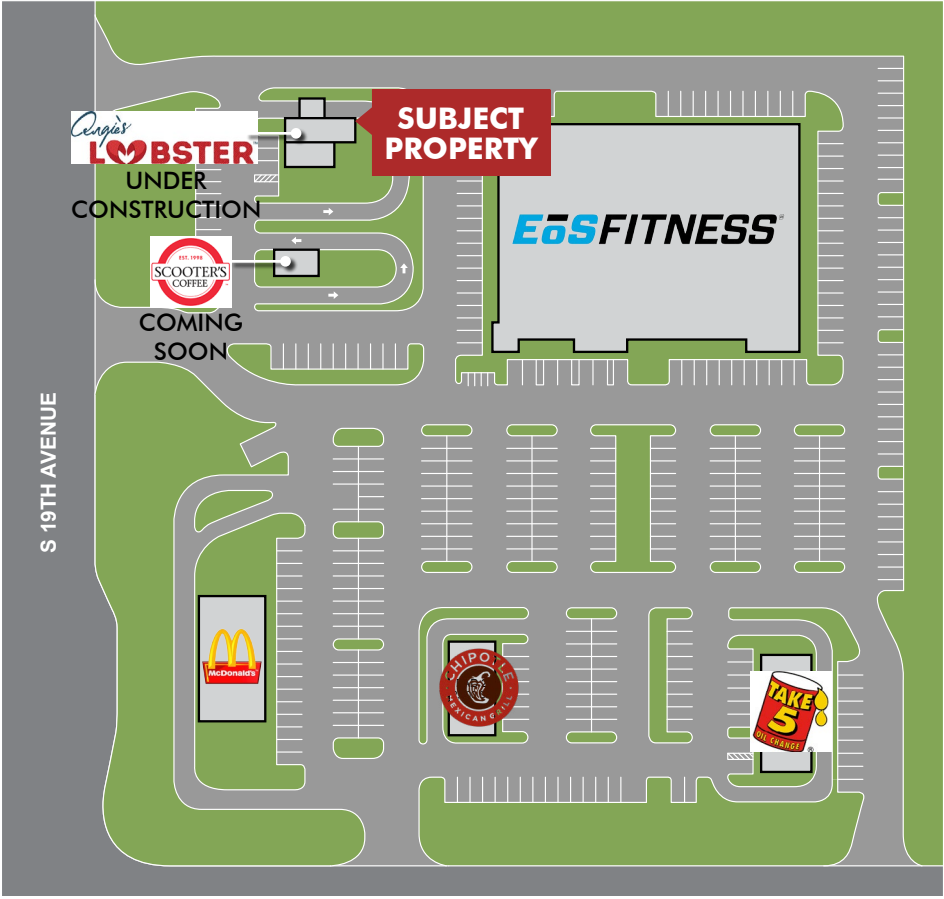 SUBJECT
PROPERTY
Angie's
LOBSTER
UNDER
CONSTRUCTION
EōS FITNESS
EST. 1998
SCOOTER'S
COFFEE
COMING
SOON
S 19TH AVENUE
McDonald's
CHIPOTLE
MEXICAN GRILL
TAKE
5
OIL CHANGE